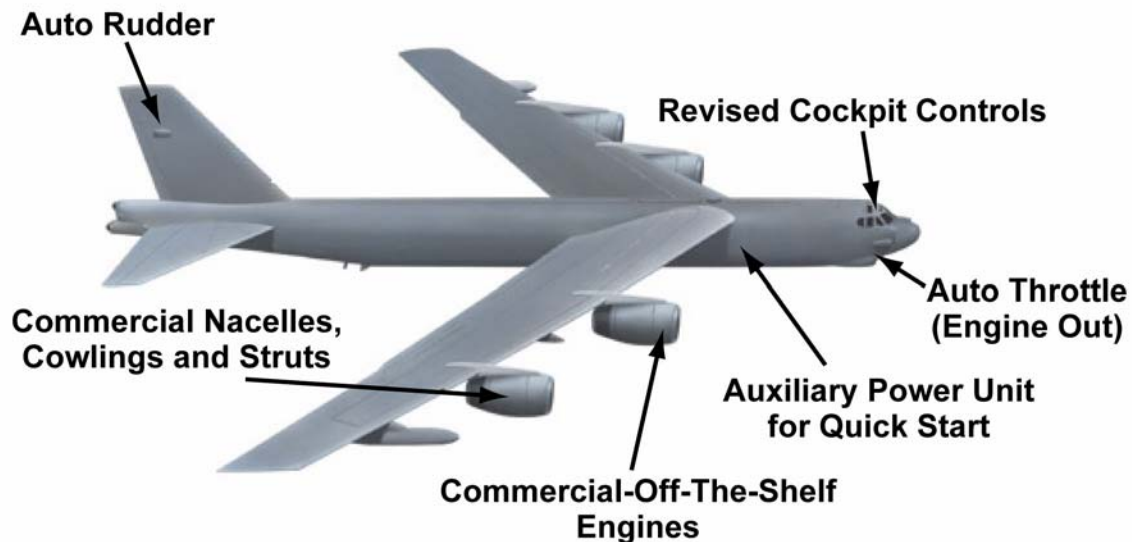 Auto Rudder
Revised Cockpit Controls
Auto Throttle
(Engine Out)
Commercial Nacelles,
Cowlings and Struts
Auxiliary Power Unit
for Quick Start
Commercial-Off-The-Shelf
Engines